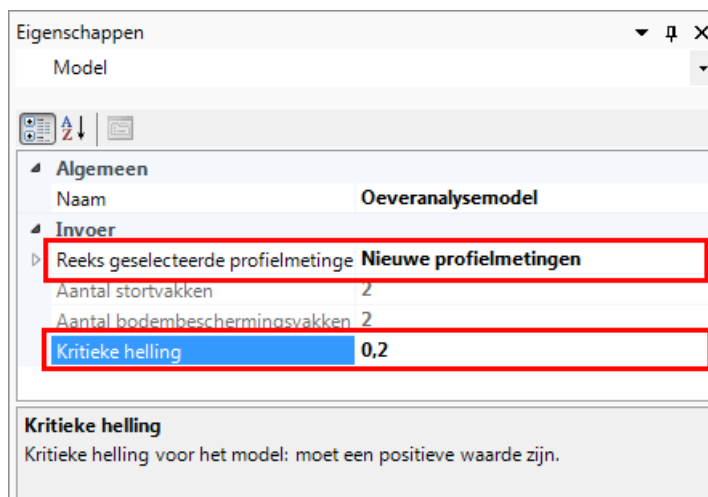 Eigenschappen
Model
Algemeen
Naam Oeveranalysemodel
Invoer
Reeks geselecteerde profielmetinge Nieuwe profielmetingen
Aantal stortvakken 2
Aantal bodembeschermingsvakken 2
Kritieke helling 0,2
Kritieke helling
Kritieke helling voor het model: moet een positieve waarde zijn.